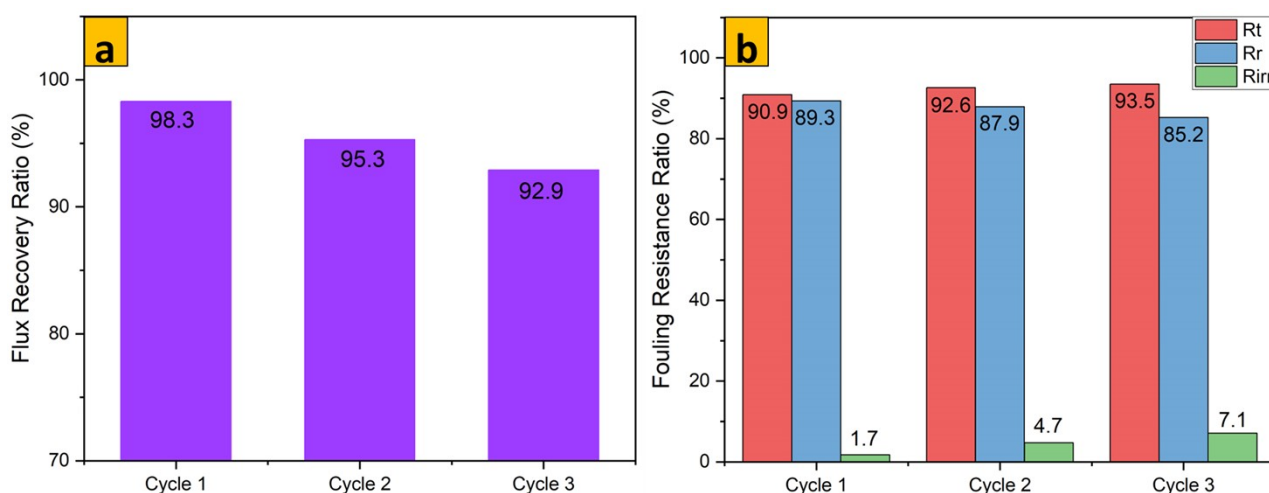 a
Flux Recovery Ratio (%)
100
90
80
70
98.3
95.3
92.9
Cycle 1
Cycle 2
Cycle 3
b
Fouling Resistance Ratio (%)
100
80
60
40
20
0
Rt
Rr
Rirr
90.9
89.3
1.7
92.6
87.9
4.7
93.5
85.2
7.1
Cycle 1
Cycle 2
Cycle 3